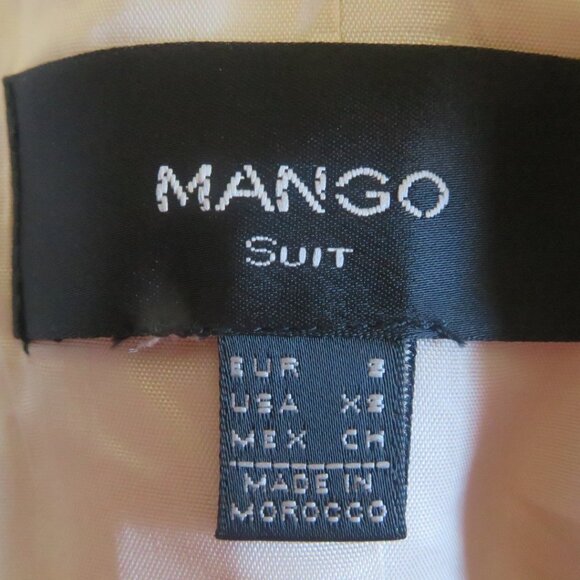 MANGO
SUIT
EUR S
USA XS
MEX CH
MADE IN
MOROCCO